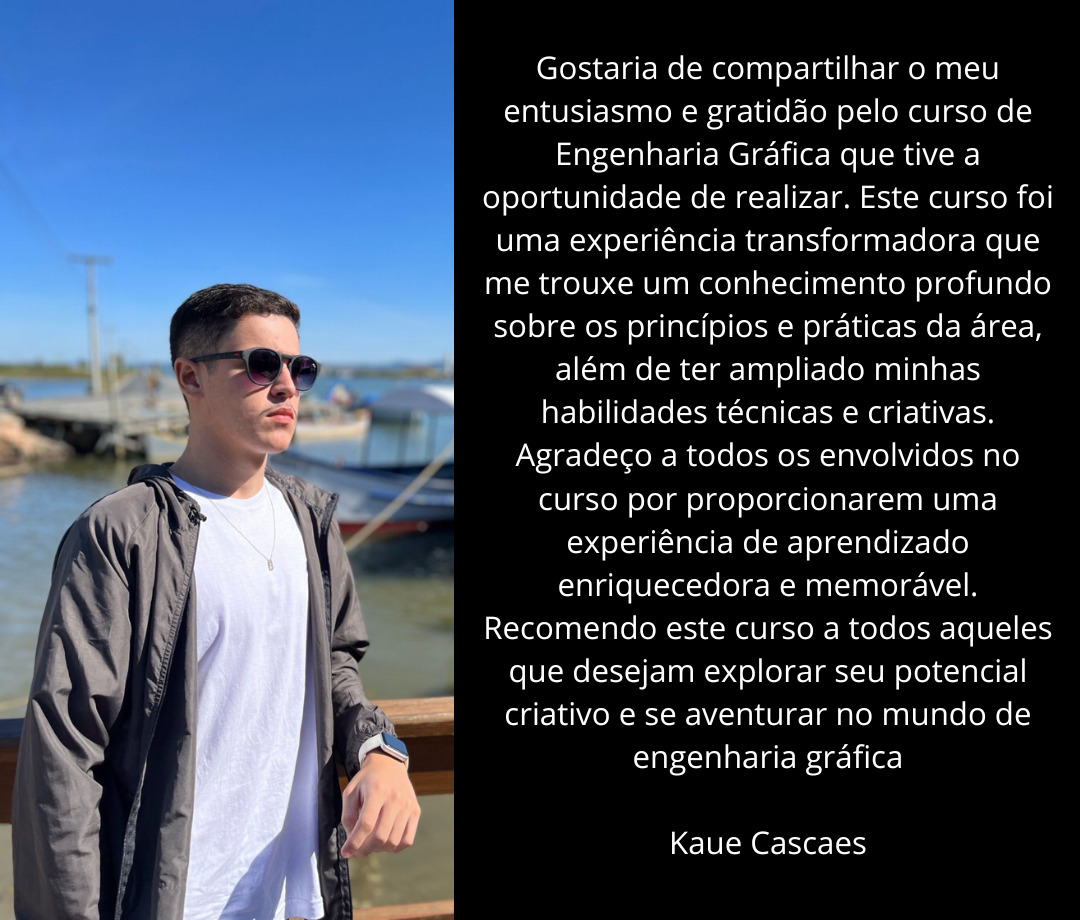 Gostaria de compartilhar o meu
entusiasmo e gratidão pelo curso de
Engenharia Gráfica que tive a
oportunidade de realizar. Este curso foi
uma experiência transformadora que
me trouxe um conhecimento profundo
sobre os princípios e práticas da área,
além de ter ampliado minhas
habilidades técnicas e criativas.
Agradeço a todos os envolvidos no
curso por proporcionarem uma
experiência de aprendizado
enriquecedora e memorável.
Recomendo este curso a todos aqueles
que desejam explorar seu potencial
criativo e se aventurar no mundo de
engenharia gráfica
Kaue Cascaes